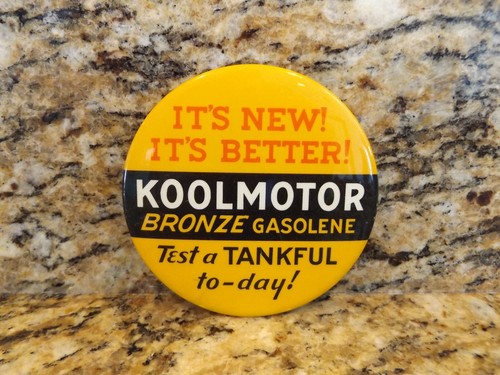 IT'S NEW!
IT'S BETTER!
KOOLMOTOR
BRONZE GASOLENE
Test a TANKFUL
to-day!